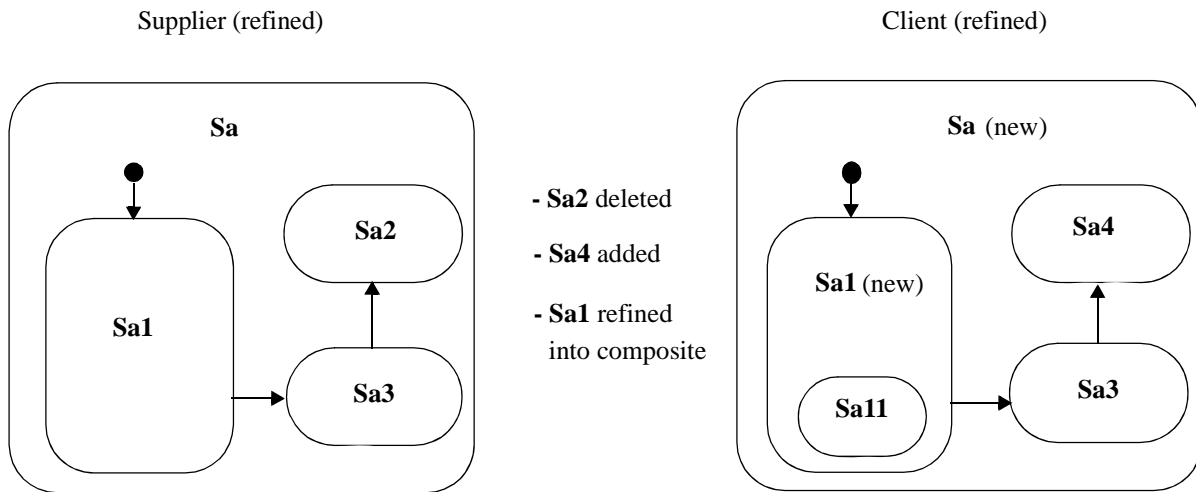 Supplier (refined)
Client (refined)
Sa
Sa1
Sa2
Sa3
- Sa2 deleted
- Sa4 added
- Sa1 refined
into composite
Sa (new)
Sa1 (new)
Sa11
Sa4
Sa3